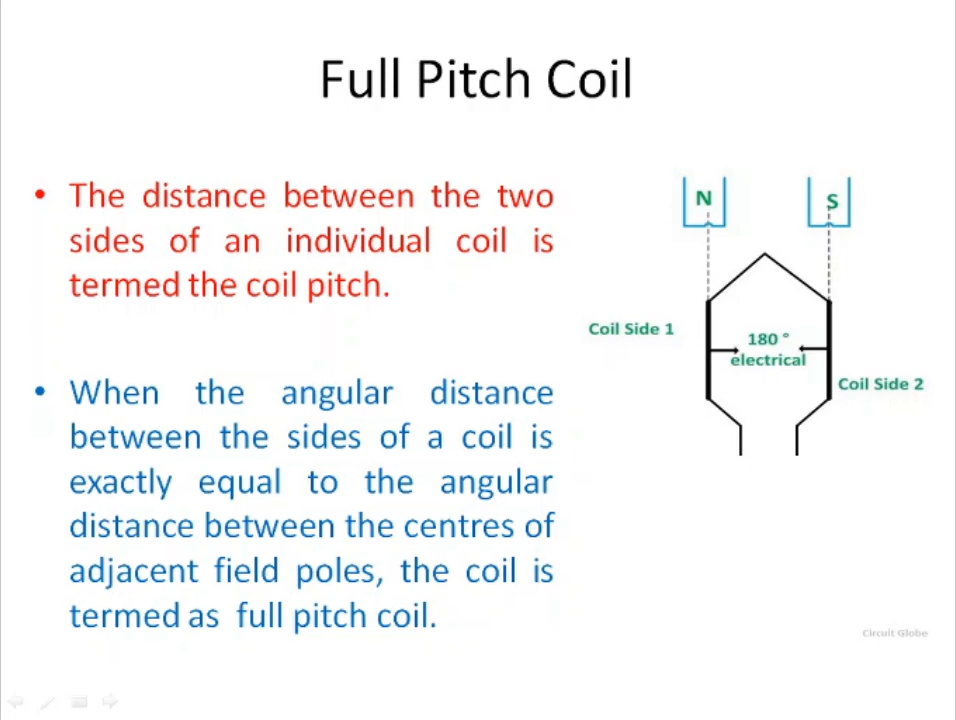 Full Pitch Coil
• The distance between the two
sides of an individual coil is
termed the coil pitch.
• When the angular distance
between the sides of a coil is
exactly equal to the angular
distance between the centres of
adjacent field poles, the coil is
termed as full pitch coil.
N
S
Coil Side 1
180 °
electrical
Coil Side 2
Circuit Globe